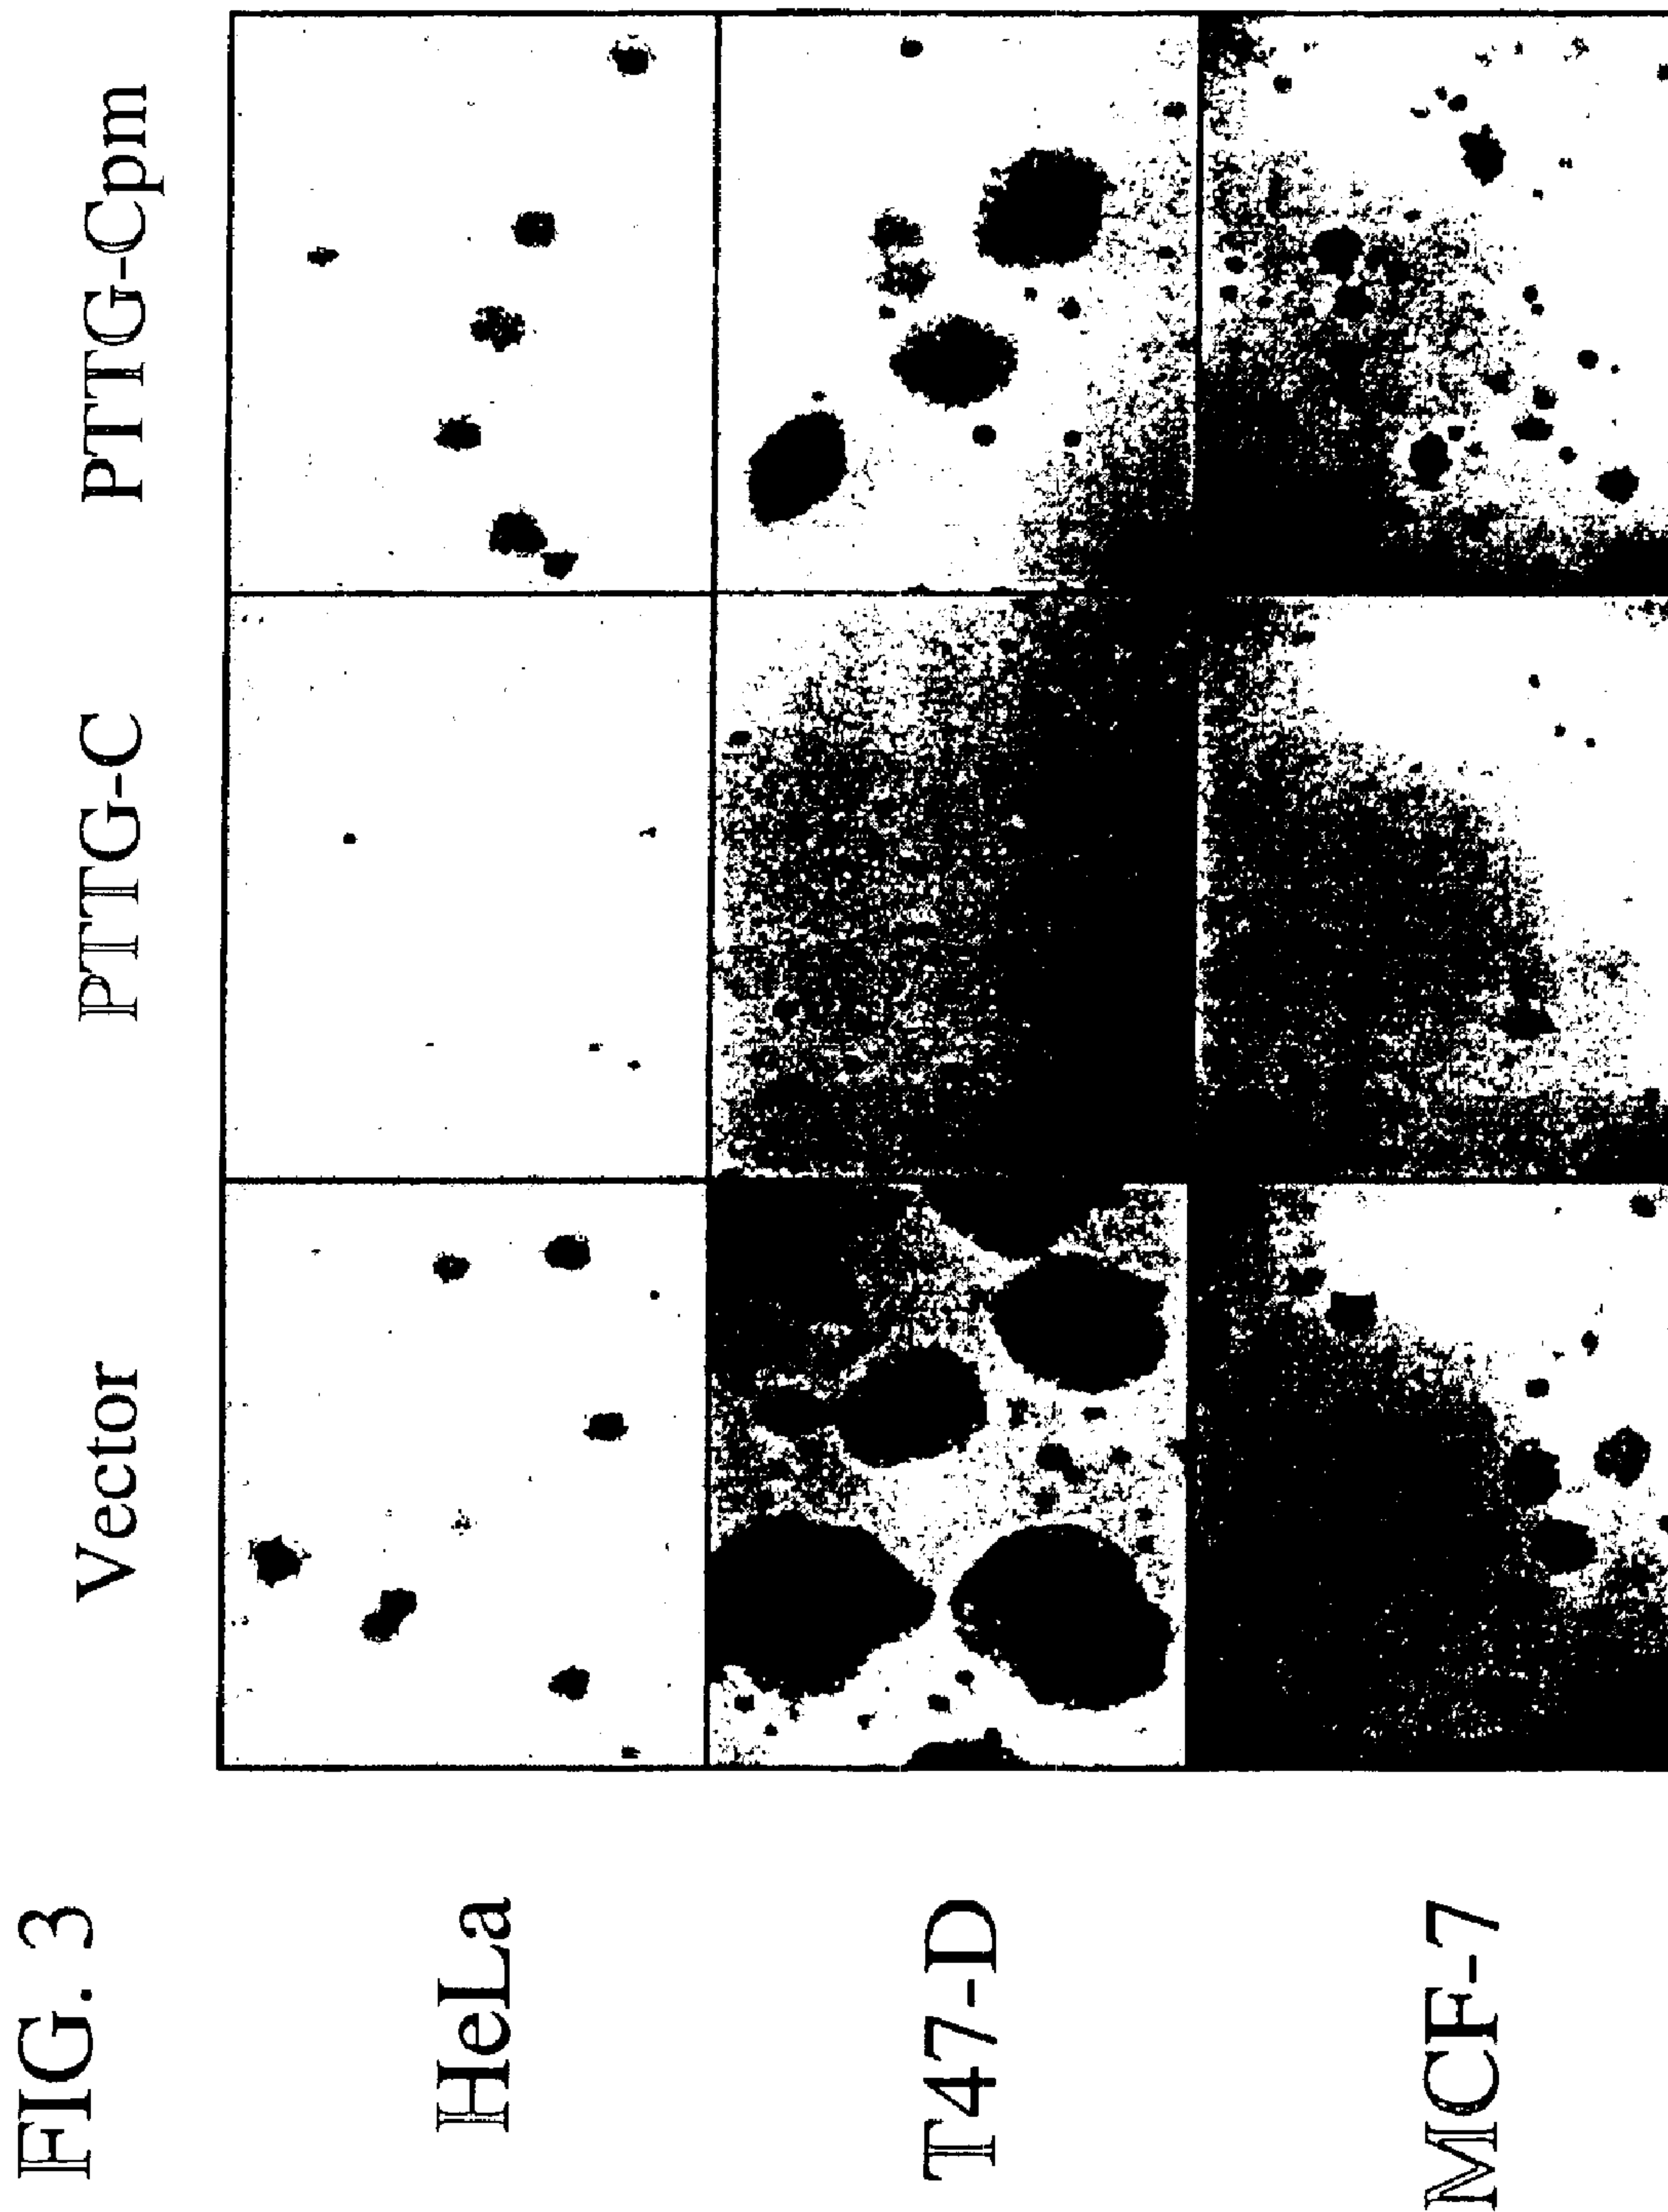 FIG. 3
Vector PTTG-C PTTG-Cpm
HeLa
T47-D
MCF-7